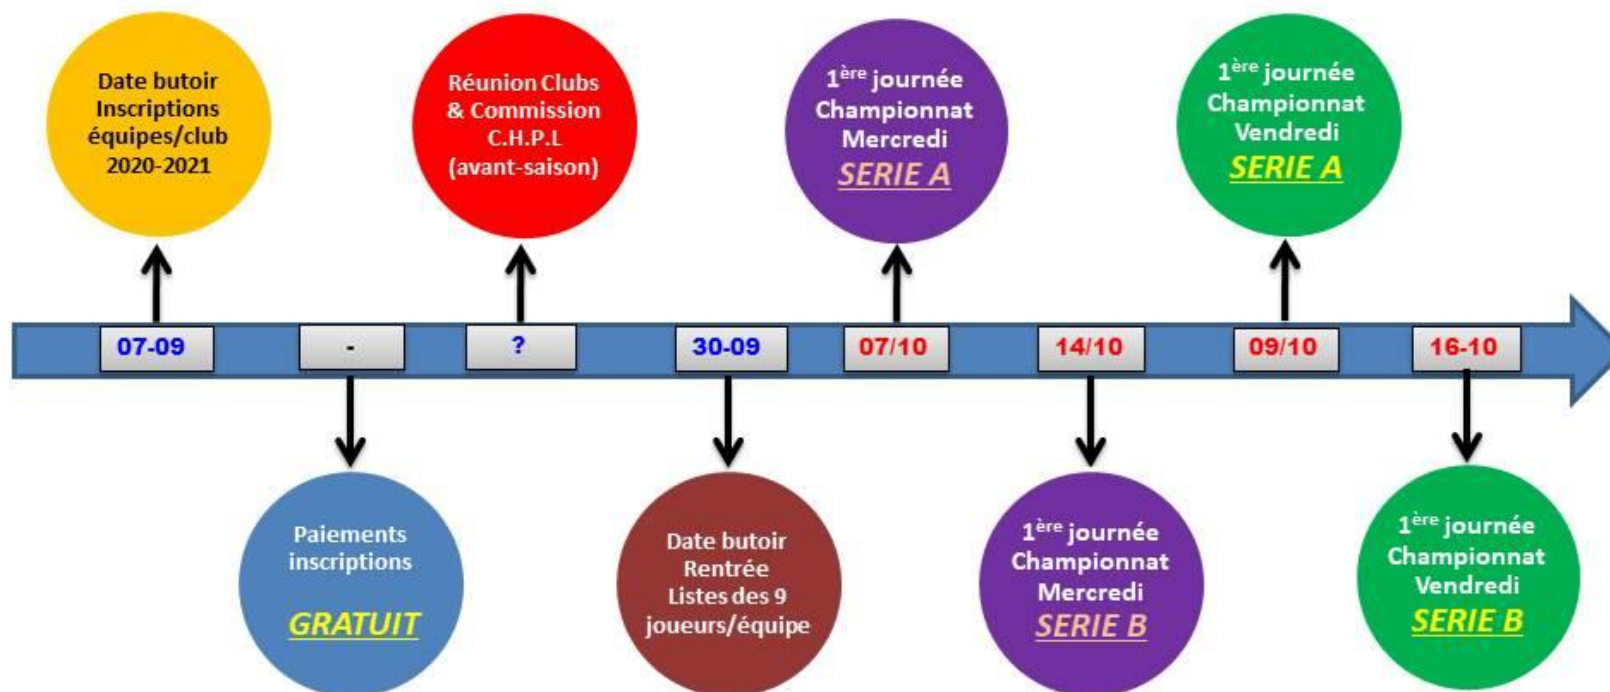 Date butoir
Inscriptions
équipes/club
2020-2021
Réunion Clubs
& Commission
C.H.P.L
(avant-saison)
1ère journée
Championnat
Mercredi
SERIE A
1ère journée
Championnat
Vendredi
SERIE A
07-09
-
?
30-09
07/10
14/10
09/10
16-10
Paiements
inscriptions
GRATUIT
Date butoir
Rentrée
Listes des 9
joueurs/équipe
1ère journée
Championnat
Mercredi
SERIE B
1ère journée
Championnat
Vendredi
SERIE B